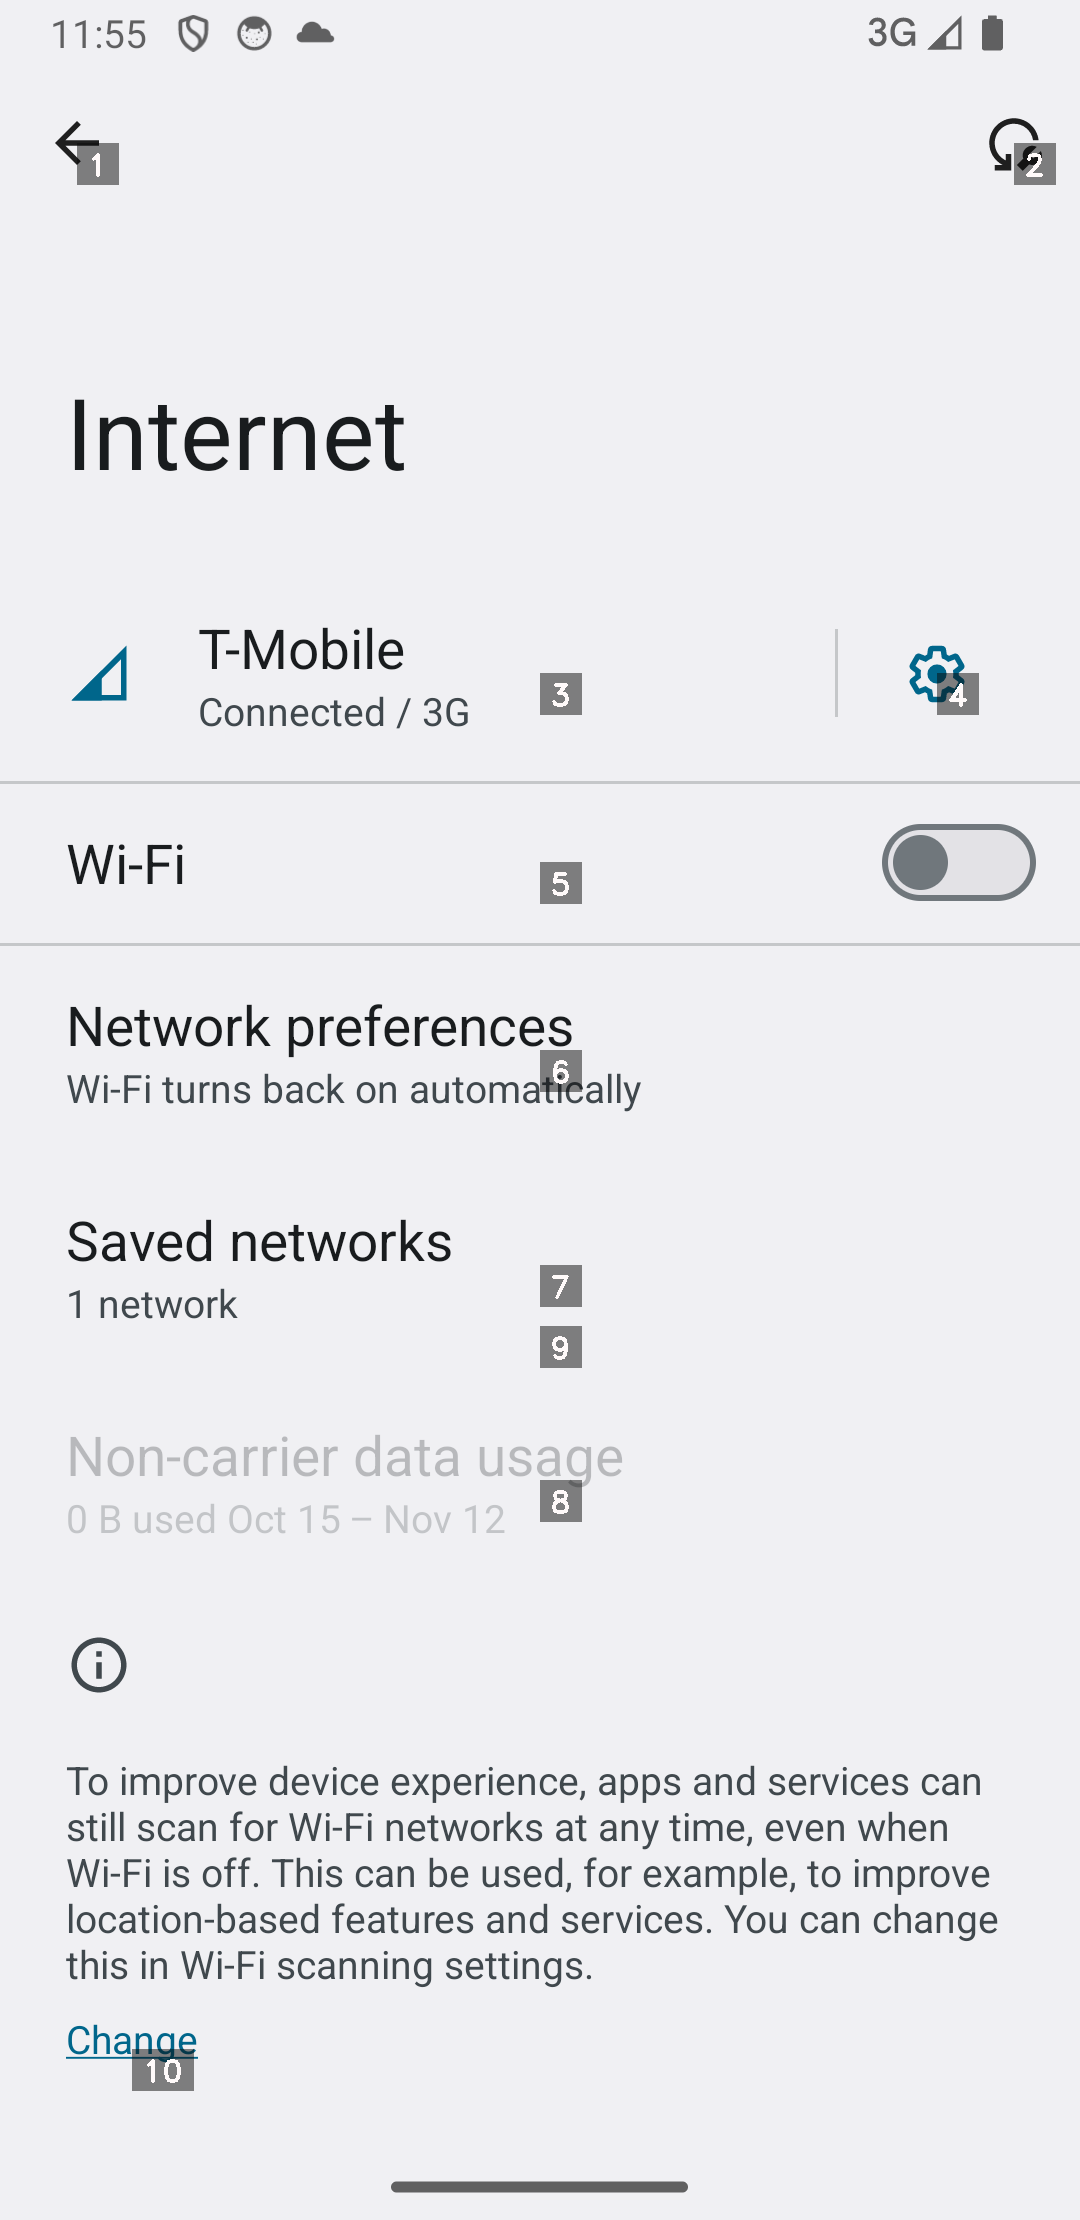 11:55
3G
1
2
Internet
T-Mobile
Connected / 3G
3
4
Wi-Fi
5
Network preferences
6
Wi-Fi turns back on automatically
Saved networks
7
1 network
9
Non-carrier data usage
8
0 B used Oct 15 – Nov 12
To improve device experience, apps and services can
still scan for Wi-Fi networks at any time, even when
Wi-Fi is off. This can be used, for example, to improve
location-based features and services. You can change
this in Wi-Fi scanning settings.
Change
10